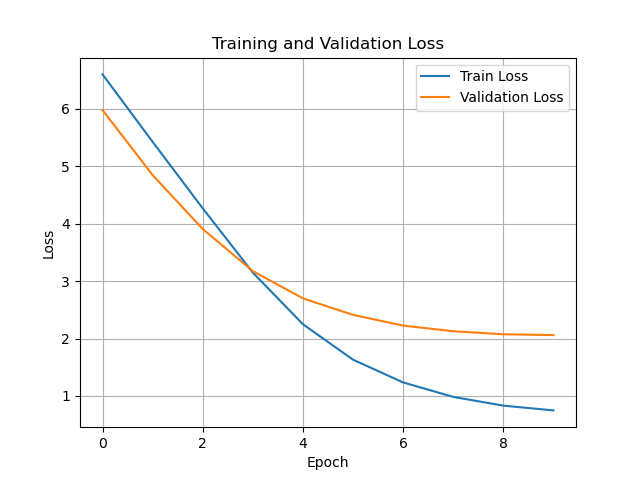 Training and Validation Loss
Train Loss
Validation Loss
Loss
6
5
4
3
2
1
0 2 4 6 8
Epoch